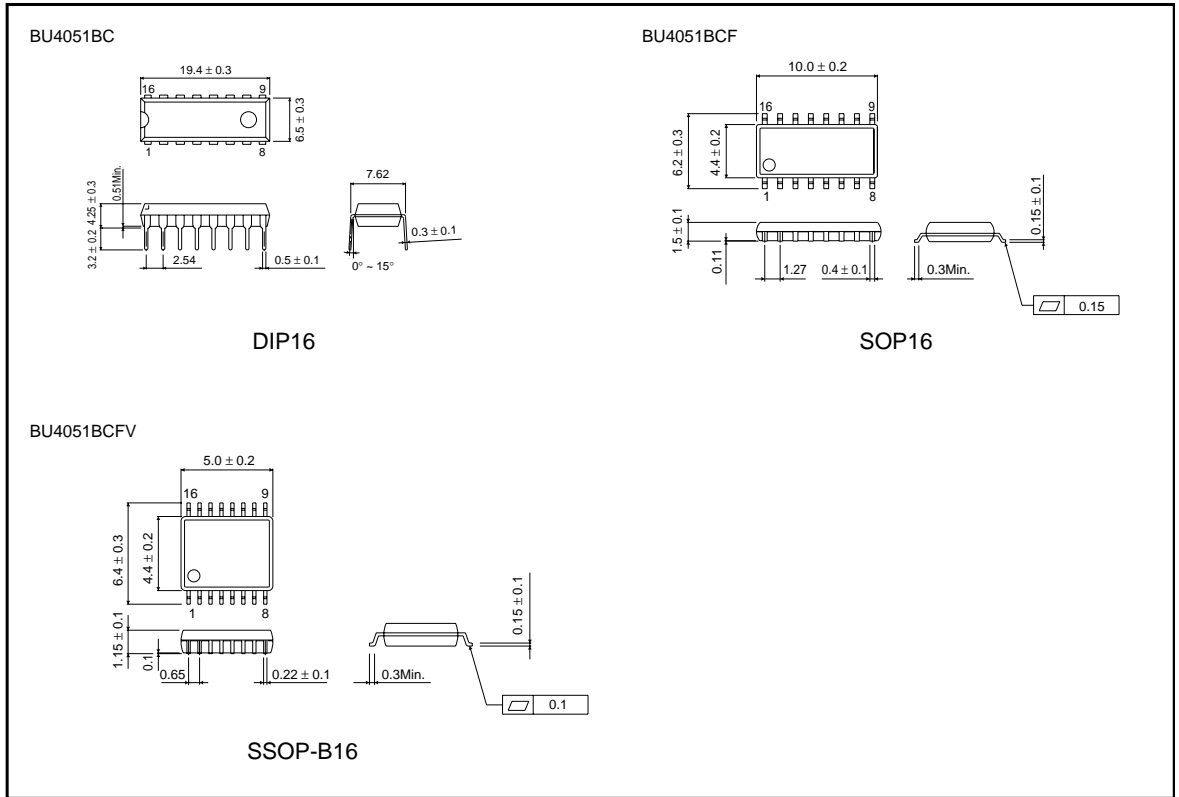 BU4051BC
19.4 ± 0.3
16 9
6.5 ± 0.3
1 8
0.51Min.
4.25 ± 0.3
3.2 ± 0.2
2.54
0.5 ± 0.1
7.62
0.3 ± 0.1
0° ~ 15°
DIP16
BU4051BCF
10.0 ± 0.2
16 9
6.2 ± 0.3
4.4 ± 0.2
1 8
1.5 ± 0.1
0.11
1.27
0.4 ± 0.1
0.3Min.
0.15 ± 0.1
0.15
SOP16
BU4051BCFV
5.0 ± 0.2
16 9
6.4 ± 0.3
4.4 ± 0.2
1 8
1.15 ± 0.1
0.1
0.65
0.22 ± 0.1
0.3Min.
0.15 ± 0.1
0.1
SSOP-B16